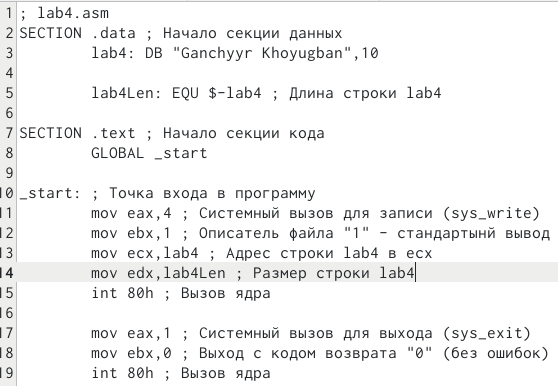 1 ; lab4.asm
2 SECTION .data ; Начало секции данных
3 lab4: DB "Ganchyyr Khoyugban",10
4
5 lab4Len: EQU $-lab4 ; Длина строки lab4
6
7 SECTION .text ; Начало секции кода
8 GLOBAL _start
9
10 _start: ; Точка входа в программу
11 mov eax,4 ; Системный вызов для записи (sys_write)
12 mov ebx,1 ; Описатель файла "1" - стандартынй вывод
13 mov ecx,lab4 ; Адрес строки lab4 в ecx
14 mov edx,lab4Len ; Размер строки lab4
15 int 80h ; Вызов ядра
16
17 mov eax,1 ; Системный вызов для выхода (sys_exit)
18 mov ebx,0 ; Выход с кодом возврата "0" (без ошибок)
19 int 80h ; Вызов ядра